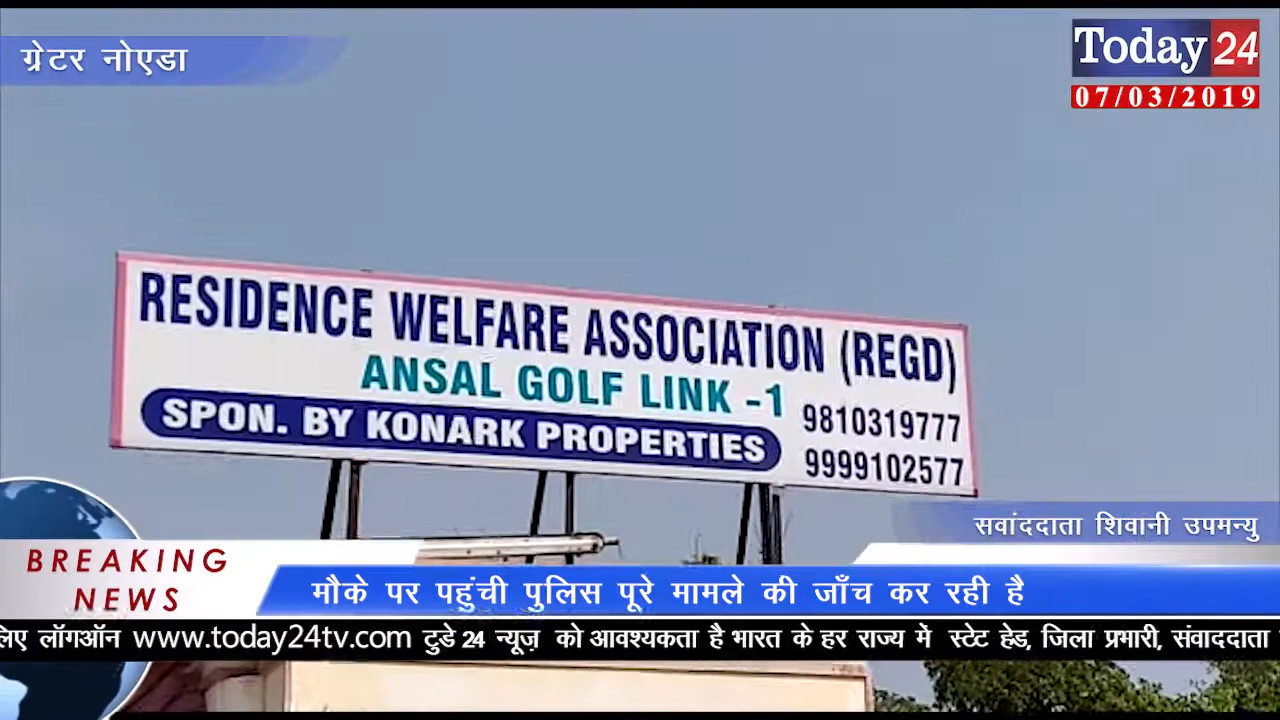 ग्रेटर नोएडा
Today 24
07/03/2019
RESIDENCE WELFARE ASSOCIATION (REGD)
ANSAL GOLF LINK -1
SPON. BY KONARK PROPERTIES
9810319777
9999102577
सवांददाता शिवानी उपमन्यु
BREAKING
NEWS
मौके पर पहुंची पुलिस पूरे मामले की जाँच कर रही है
लिए लॉगऑन www.today24tv.com टुडे 24 न्यूज़ को आवश्यकता है भारत के हर राज्य में स्टेट हेड, जिला प्रभारी, संवाददाता